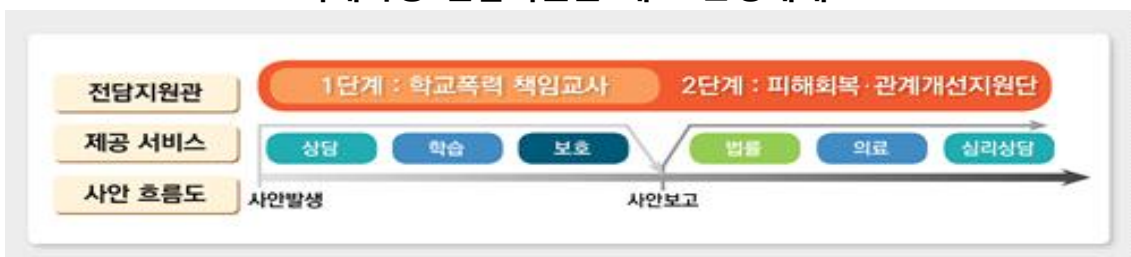 전담지원관
1단계 : 학교폭력 책임교사
2단계 : 피해회복·관계개선지원단
제공 서비스
상담
학습
보호
법률
의료
심리상담
사안 흐름도
사안발생
사안보고